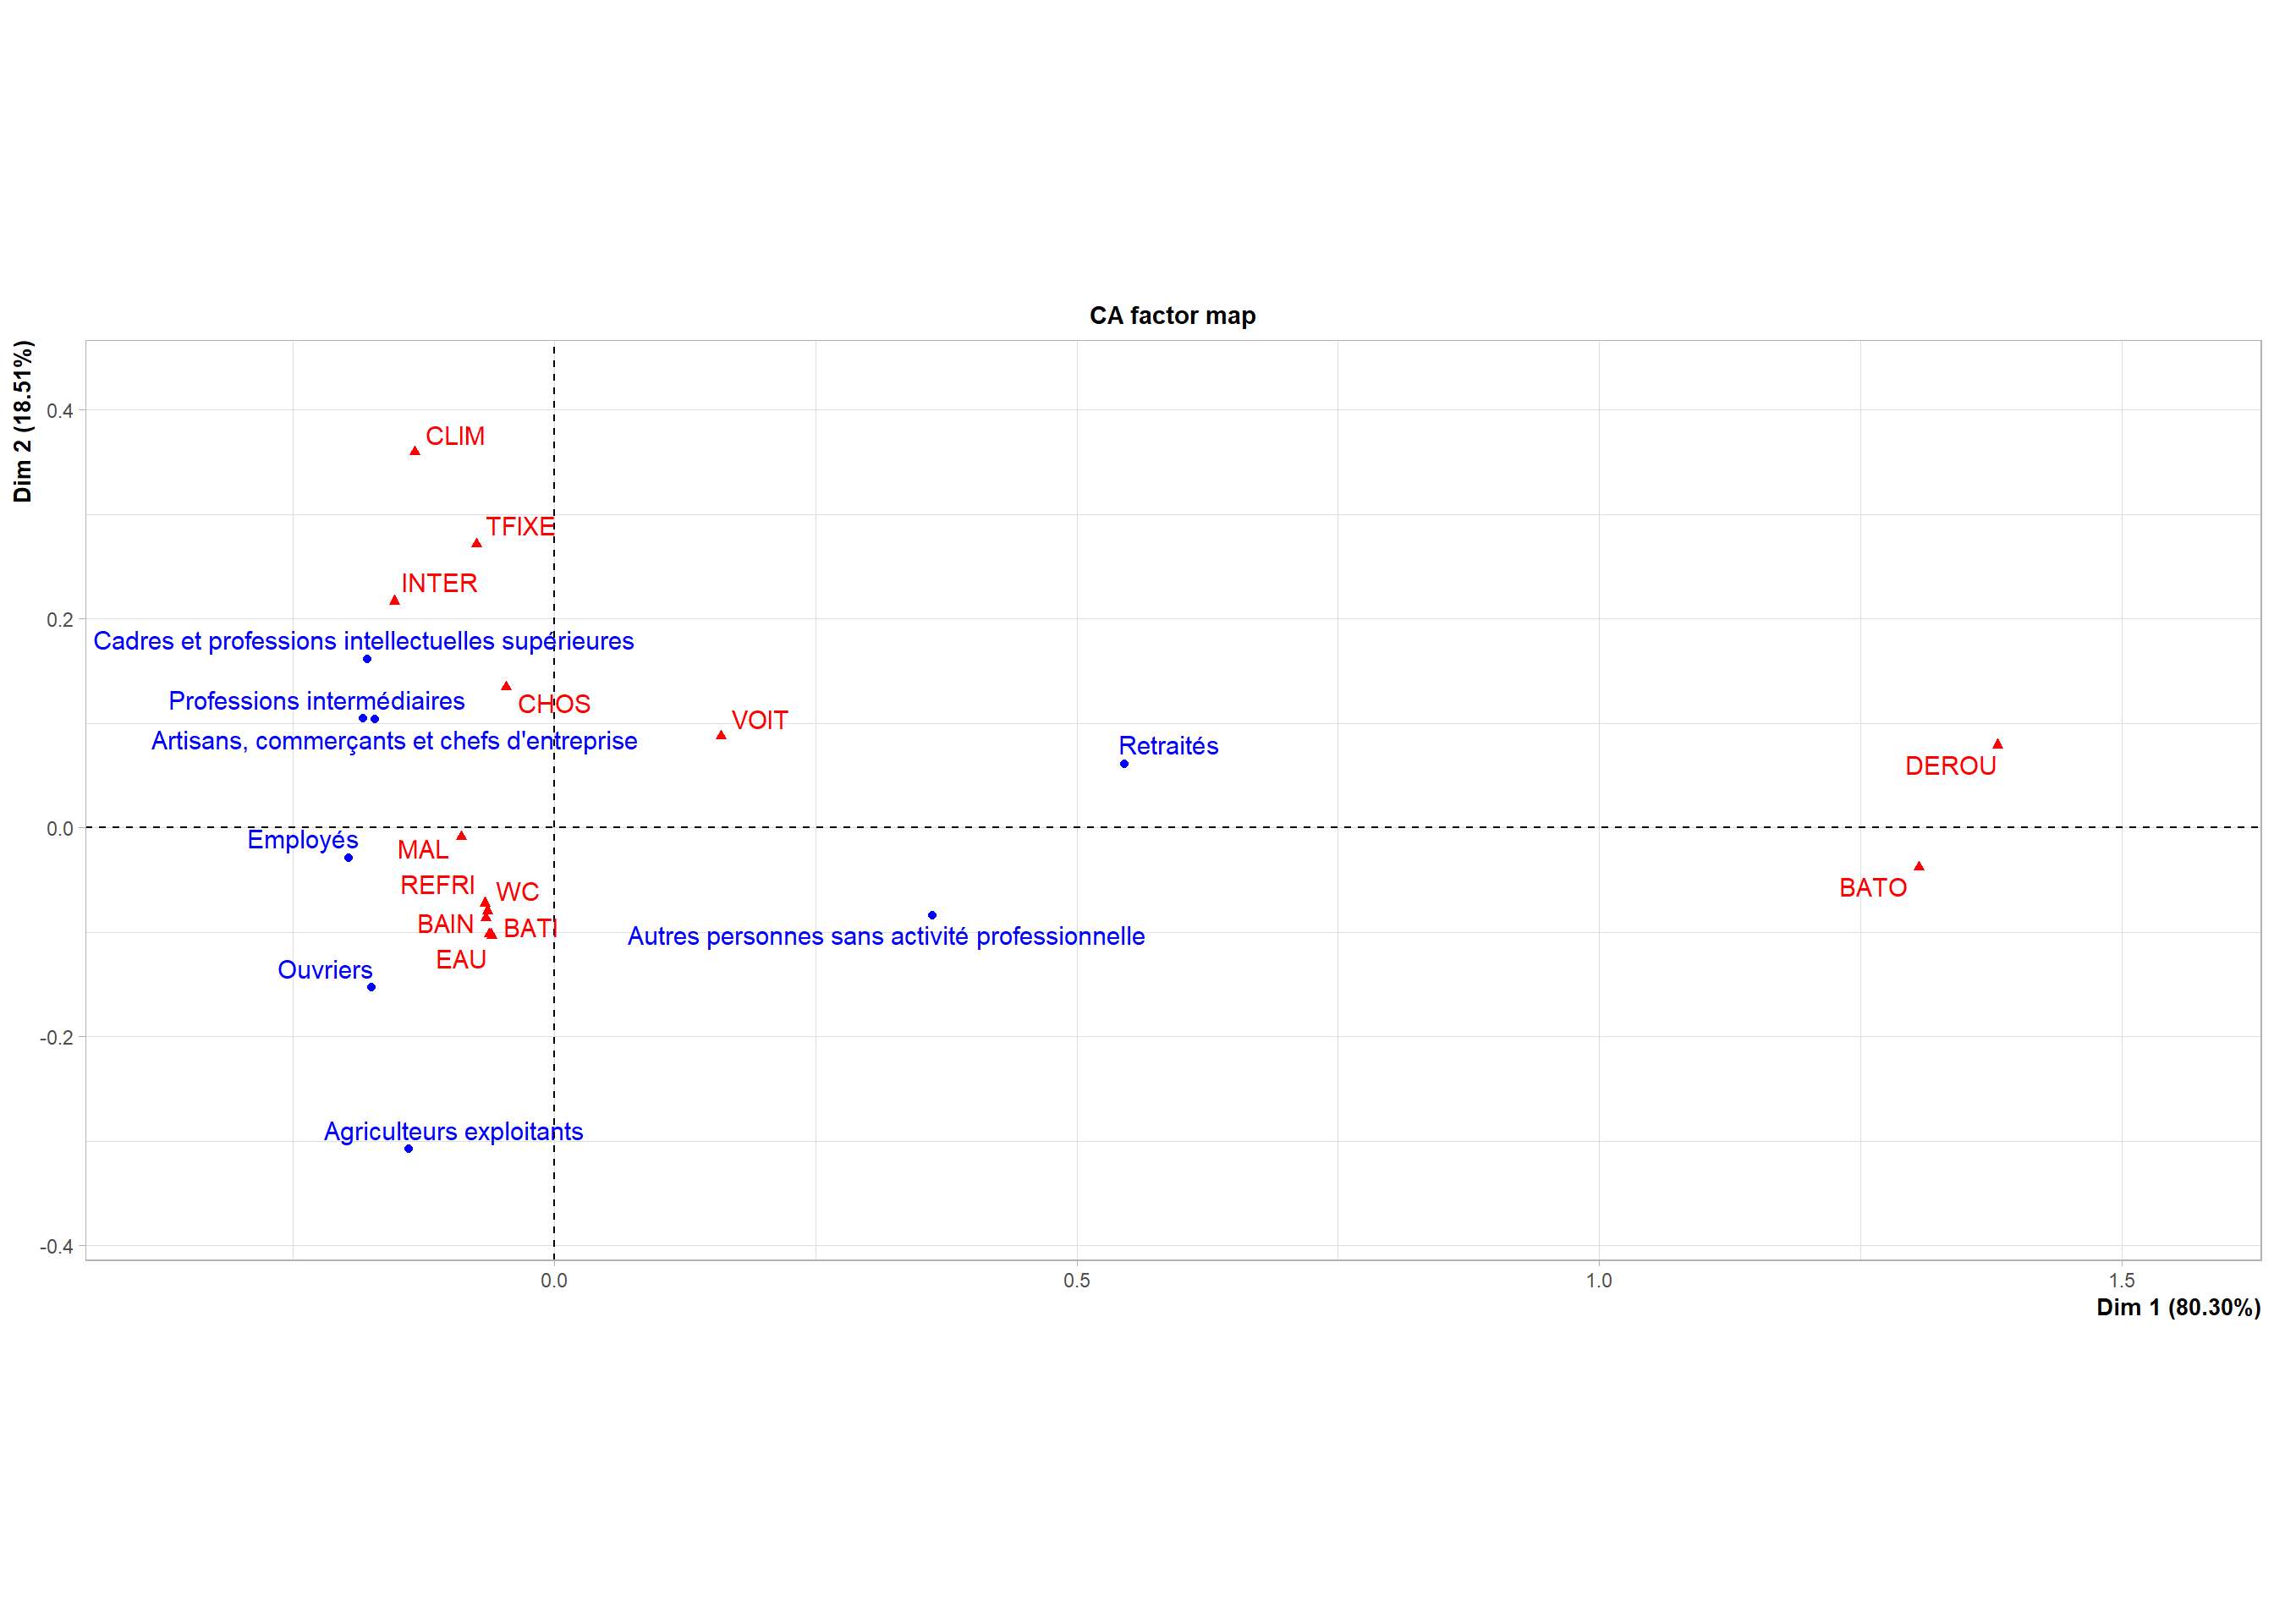 CA factor map
Dim 2 (18.51%)
0.4
0.2
0.0
-0.2
-0.4
CLIM
TFIXE
INTER
Cadres et professions intellectuelles supérieures
Professions intermédiaires
CHOS
Artisans, commerçants et chefs d'entreprise
VOIT
Retraités
DEROU
Employés
MAL
REFRI
WC
BATO
BAIN
BATI
Autres personnes sans activité professionnelle
EAU
Ouvriers
Agriculteurs exploitants
0.0
0.5
1.0
1.5
Dim 1 (80.30%)